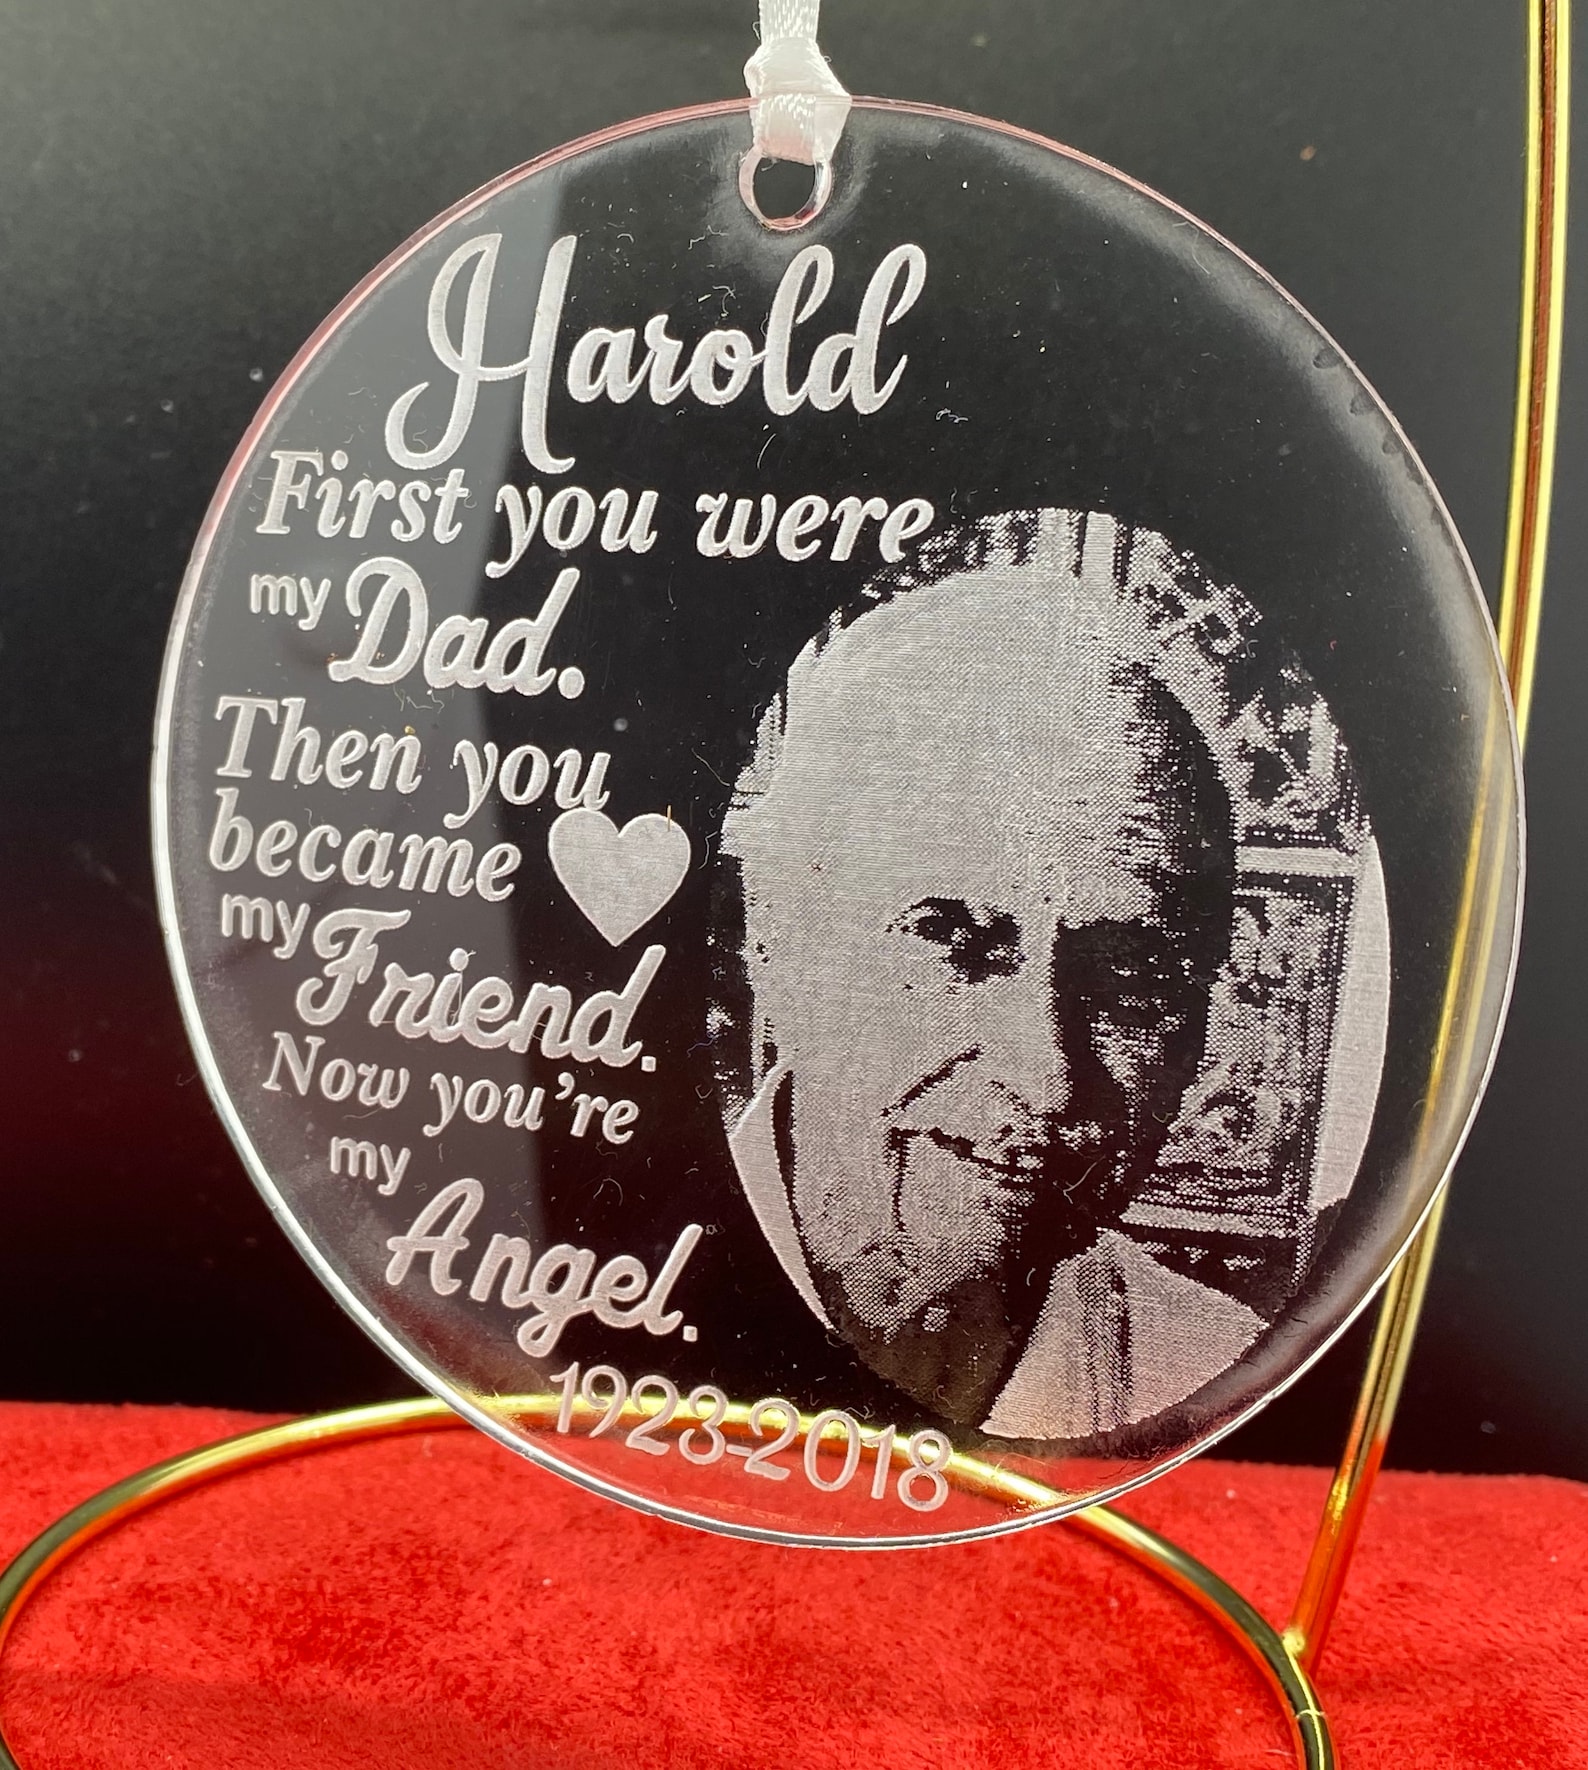 Harold
First you were
my Dad.
Then you
became
my Friend.
Now you're
my
Angel.
1923-2018